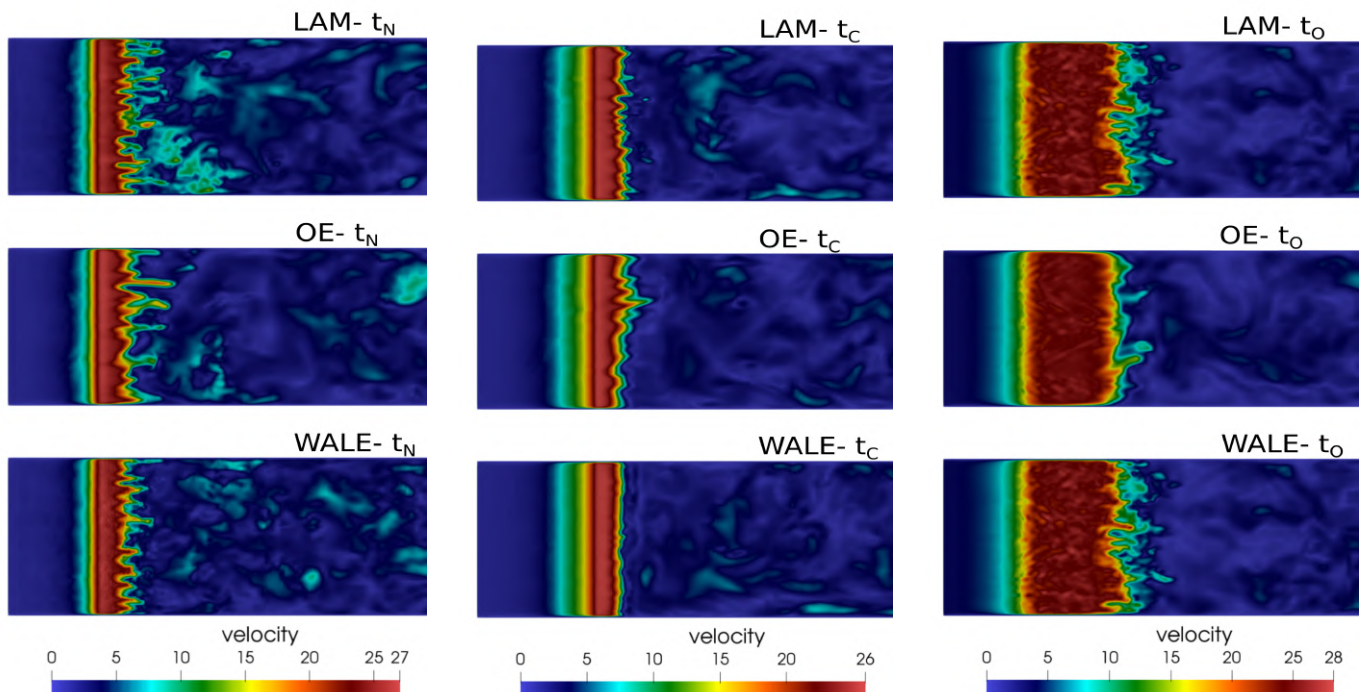 LAM- tN
LAM- tC
LAM- tO
OE- tN
OE- tC
OE- tO
WALE- tN
WALE- tC
WALE- tO
velocity
velocity
velocity
0 5 10 15 20 25 27
0 5 10 15 20 26
0 5 10 15 20 25 28